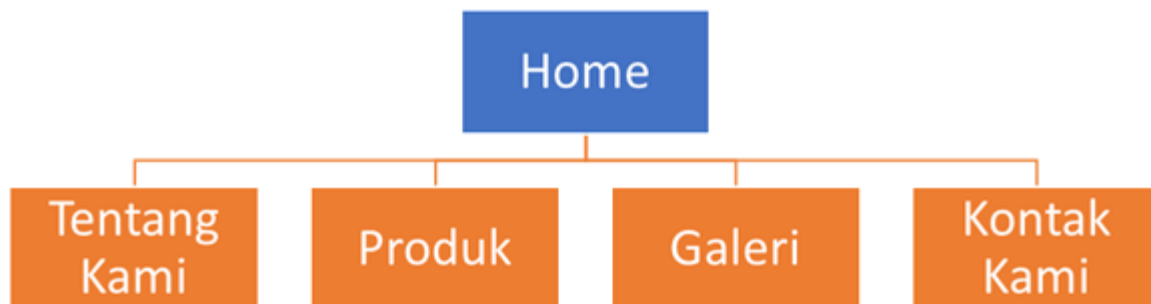 Home
Tentang
Kami
Produk
Galeri
Kontak
Kami